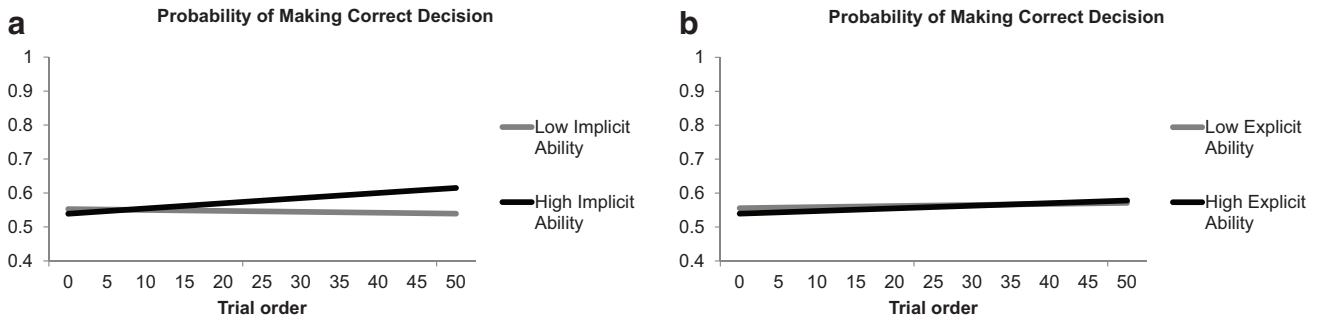 a
Probability of Making Correct Decision
1
0.9
0.8
0.7
0.6
0.5
0.4
0 5 10 15 20 25 30 35 40 45 50
Trial order
Low Implicit
Ability
High Implicit
Ability
b
Probability of Making Correct Decision
1
0.9
0.8
0.7
0.6
0.5
0.4
0 5 10 15 20 25 30 35 40 45 50
Trial order
Low Explicit
Ability
High Explicit
Ability